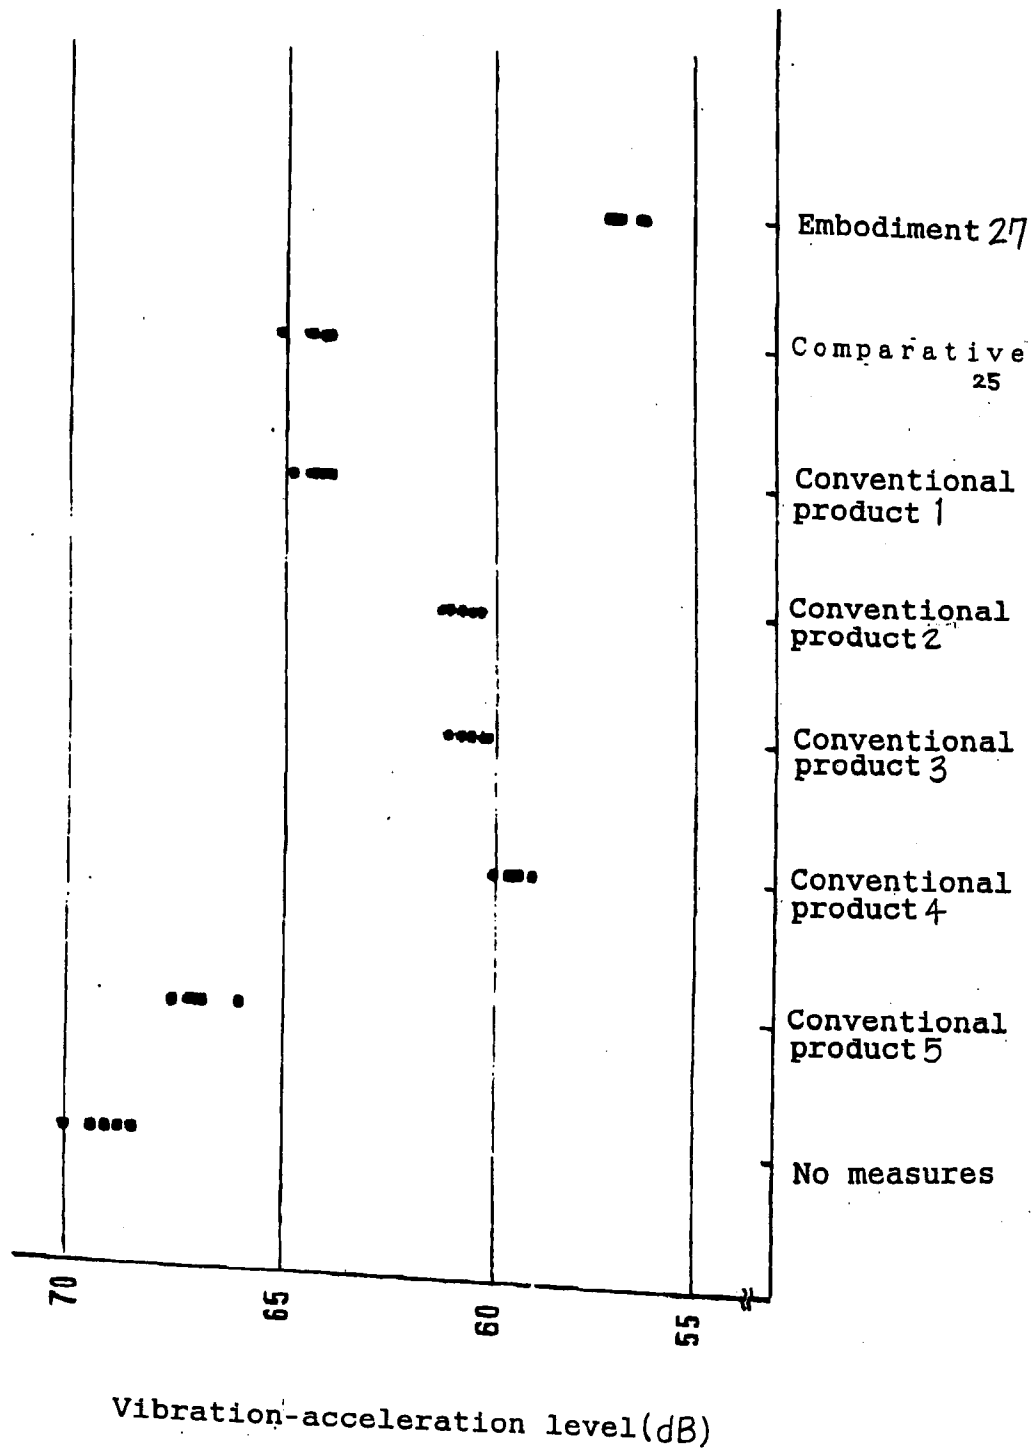 Embodiment 27
Comparative
25
Conventional
product 1
Conventional
product 2
Conventional
product 3
Conventional
product 4
Conventional
product 5
No measures
70
65
60
55
Vibration-acceleration level(dB)